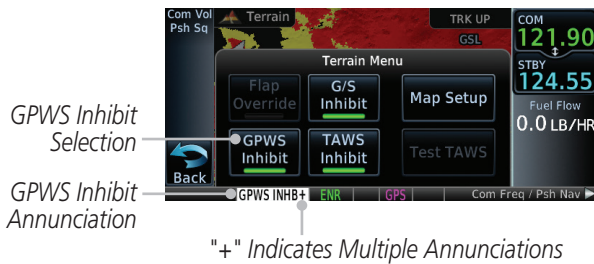 Com Vol
Psh Sq
Terrain
TRK UP
GSL
COM
121.90
STBY
124.55
Fuel Flow
0.0 LB/HR
Terrain Menu
Flap
Override
G/S
Inhibit
Map Setup
GPWS
Inhibit
TAWS
Inhibit
Test TAWS
Back
GPWS Inhibit
Selection
GPWS INHB+
ENR
GPS
Com Freq / Psh Nav
GPWS Inhibit
Annunciation
"+" Indicates Multiple Annunciations